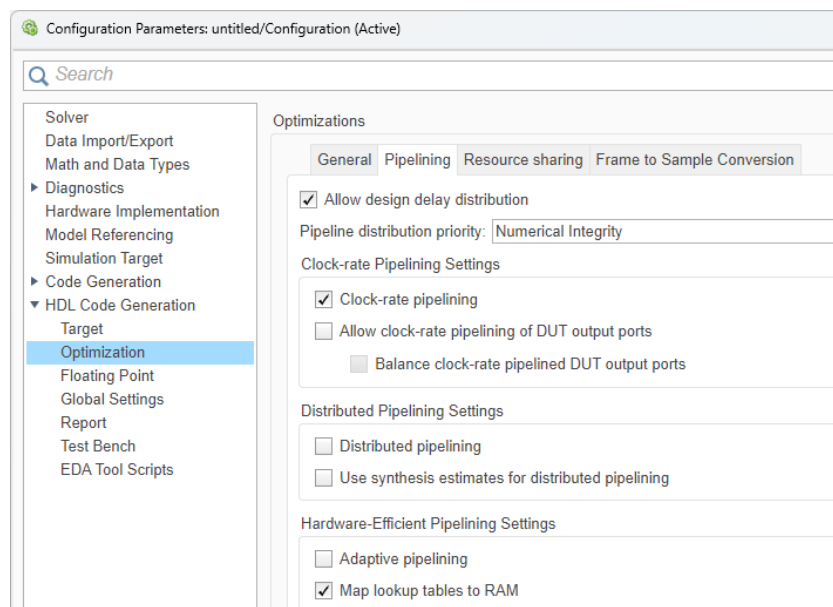 Configuration Parameters: untitled/Configuration (Active)
Search
Solver
Data Import/Export
Math and Data Types
Diagnostics
Hardware Implementation
Model Referencing
Simulation Target
Code Generation
HDL Code Generation
Target
Optimization
Floating Point
Global Settings
Report
Test Bench
EDA Tool Scripts
Optimizations
General Pipelining Resource sharing Frame to Sample Conversion
Allow design delay distribution
Pipeline distribution priority: Numerical Integrity
Clock-rate Pipelining Settings
Clock-rate pipelining
Allow clock-rate pipelining of DUT output ports
Balance clock-rate pipelined DUT output ports
Distributed Pipelining Settings
Distributed pipelining
Use synthesis estimates for distributed pipelining
Hardware-Efficient Pipelining Settings
Adaptive pipelining
Map lookup tables to RAM